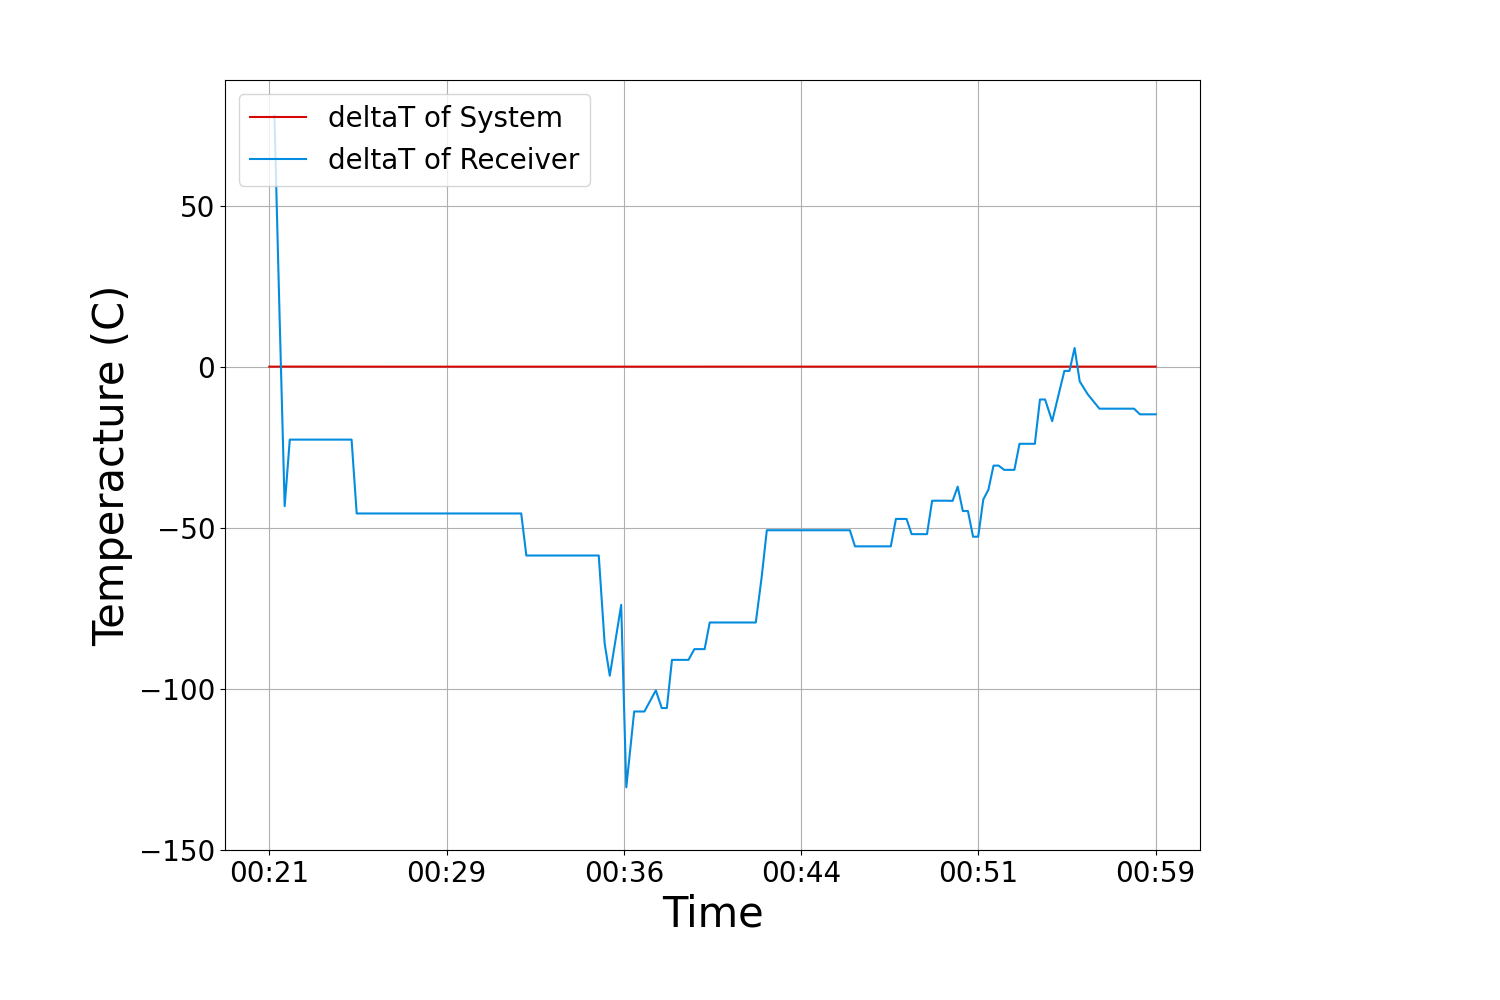 deltaT of System
deltaT of Receiver
50
0
−50
−100
−150
Temperacture (C)
00:21 00:29 00:36 00:44 00:51 00:59
Time